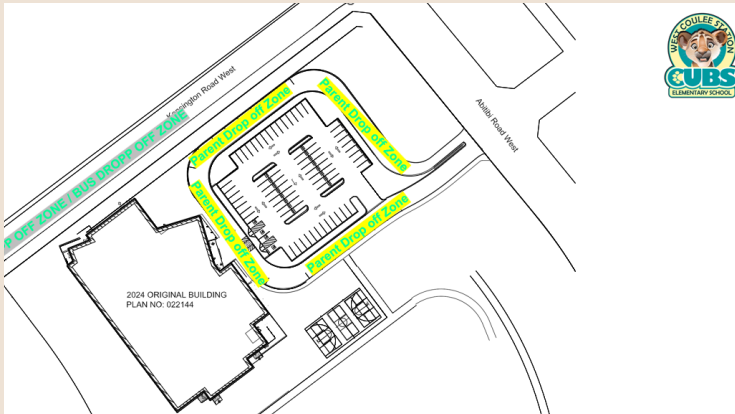 WEST COULEE STATION
CUBS
ELEMENTARY SCHOOL
Kensington Road West
Parent Drop off Zone
Parent Drop off Zone
Abitibi Road West
OFF ZONE / BUS DROPP OFF ZONE
Parent Drop off Zone
Parent Drop off Zone
2024 ORIGINAL BUILDING
PLAN NO: 022144